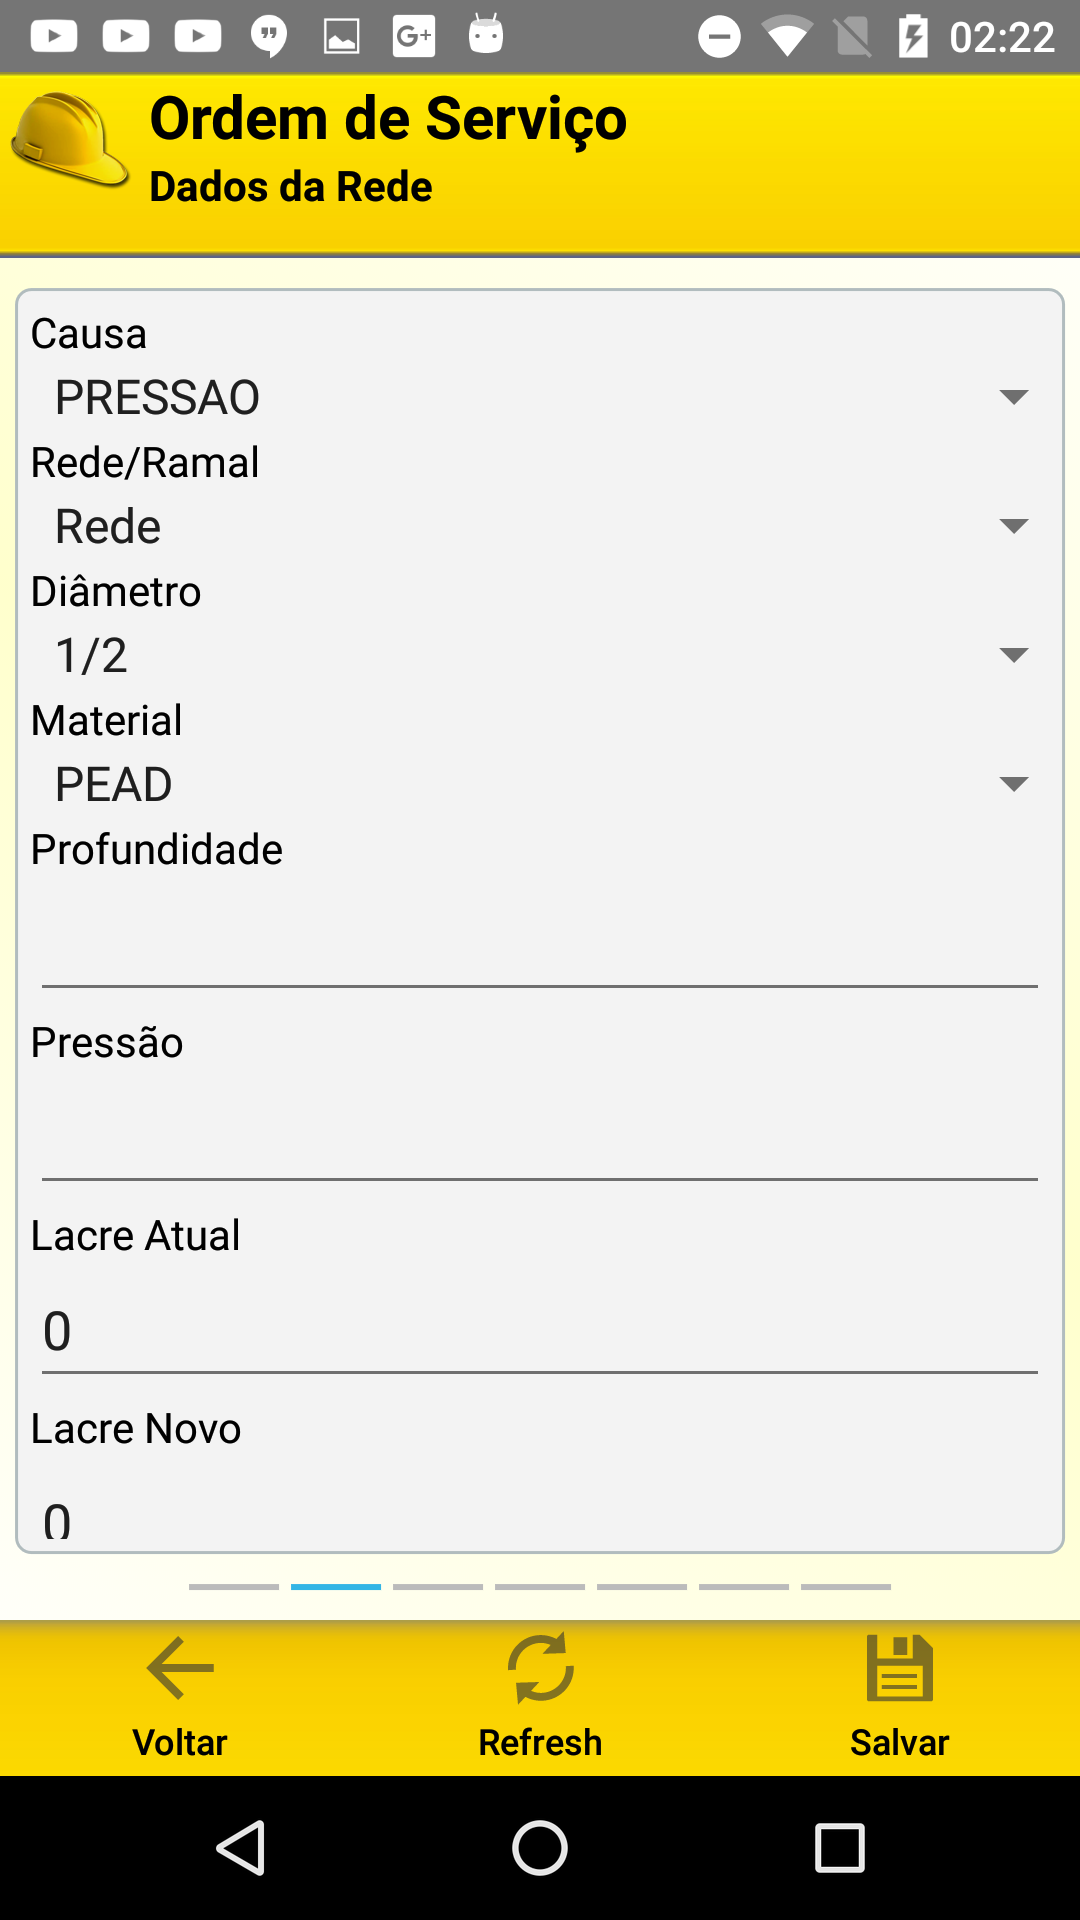 02:22
Ordem de Serviço
Dados da Rede
Causa
PRESSAO
Rede/Ramal
Rede
Diâmetro
1/2
Material
PEAD
Profundidade
Pressão
Lacre Atual
0
Lacre Novo
0
Voltar Refresh Salvar